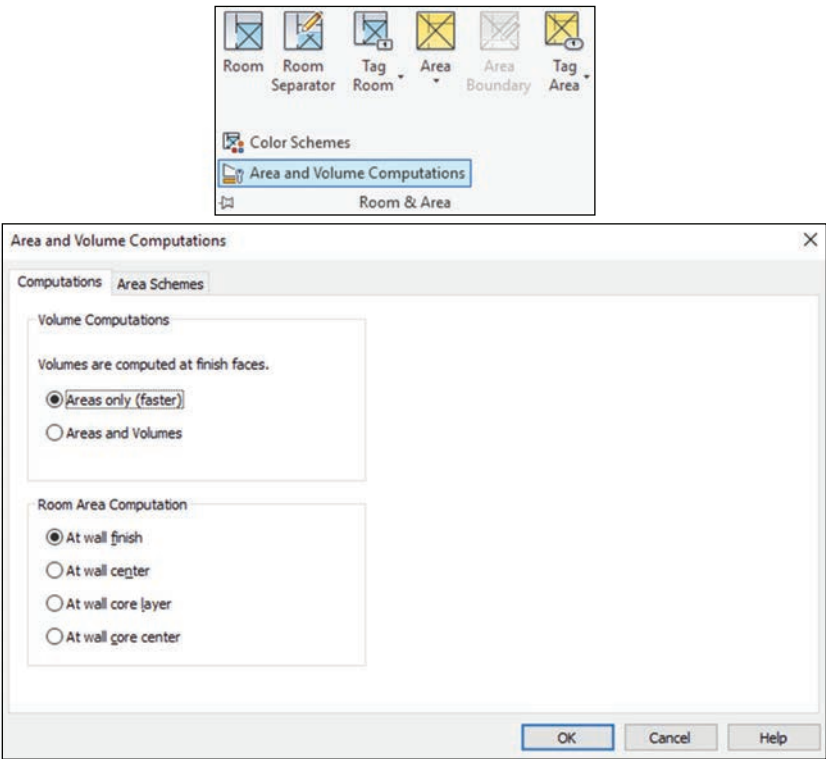 Room Room Separator Tag Room Area Area Boundary Tag Area
Color Schemes
Area and Volume Computations
Room & Area
Area and Volume Computations
Computations Area Schemes
Volume Computations
Volumes are computed at finish faces.
Areas only (faster)
Areas and Volumes
Room Area Computation
At wall finish
At wall center
At wall core layer
At wall core center
OK Cancel Help